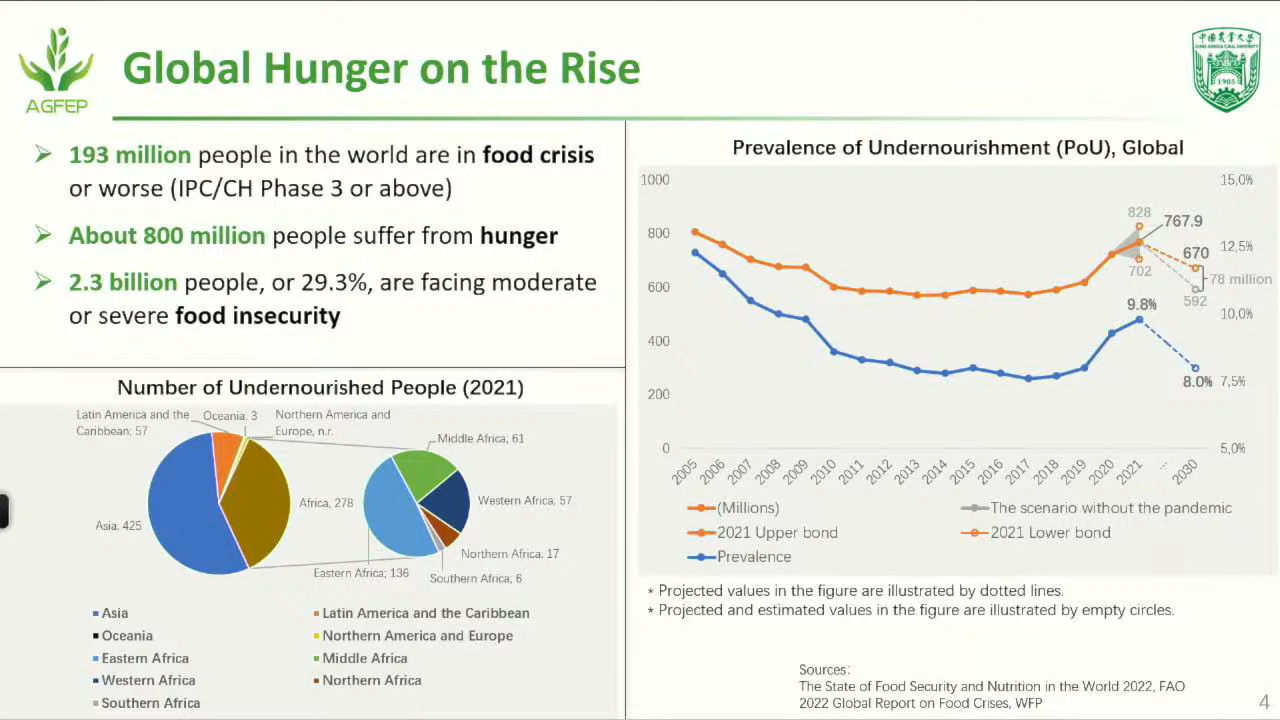 AGFEP
Global Hunger on the Rise
中国农业大学
CHINA AGRICULTURAL UNIVERSITY
1905
193 million people in the world are in food crisis
or worse (IPC/CH Phase 3 or above)
About 800 million people suffer from hunger
2.3 billion people, or 29.3%, are facing moderate
or severe food insecurity
Number of Undernourished People (2021)
Latin America and the
Caribbean; 57
Oceania; 3
Northern America and
Europe, n.r.
Middle Africa, 61
Western Africa; 57
Africa, 278
Asia; 425
Northern Africa; 17
Eastern Africa; 136
Southern Africa; 6
Asia
Latin America and the Caribbean
Oceania
Northern America and Europe
Eastern Africa
Middle Africa
Western Africa
Northern Africa
Southern Africa
Prevalence of Undernourishment (PoU), Global
1000
800
600
400
200
0
15,0%
12,5%
10,0%
7,5%
5,0%
828
767.9
702
670
78 million
592
9.8%
8.0%
2005
2006
2007
2008
2009
2010
2011
2012
2013
2014
2015
2016
2017
2018
2019
2020
2021
...
2030
(Millions)
The scenario without the pandemic
2021 Upper bond
2021 Lower bond
Prevalence
* Projected values in the figure are illustrated by dotted lines.
* Projected and estimated values in the figure are illustrated by empty circles.
Sources:
The State of Food Security and Nutrition in the World 2022, FAO
2022 Global Report on Food Crises, WFP
4